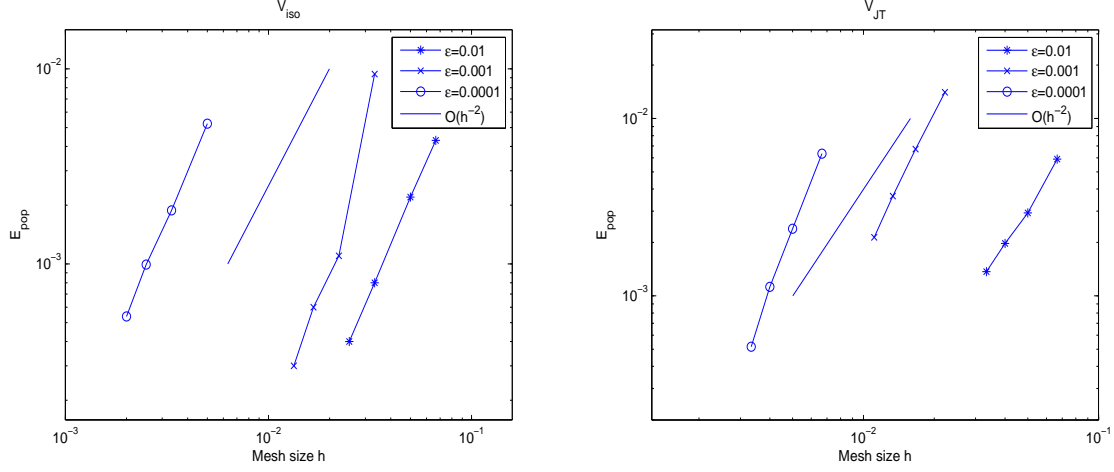 V_iso
E_pop
10^-2
10^-3
10^-3
10^-2
10^-1
Mesh size h
ε=0.01
ε=0.001
ε=0.0001
O(h^-2)
V_JT
E_pop
10^-2
10^-3
10^-2
10^-1
Mesh size h
ε=0.01
ε=0.001
ε=0.0001
O(h^-2)